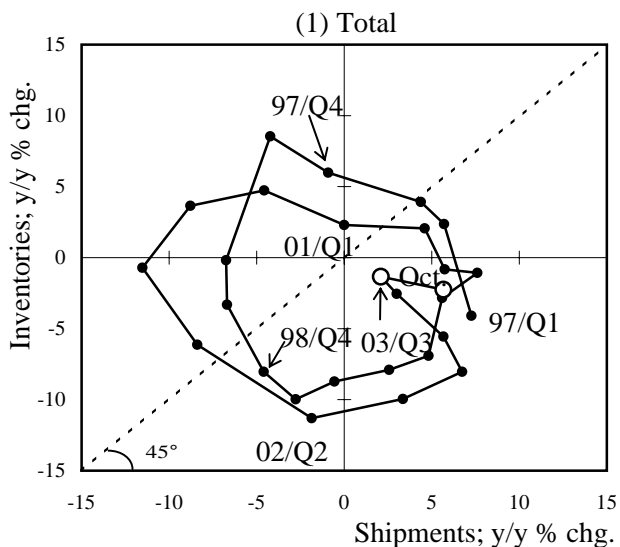 (1) Total
Inventories; y/y % chg.
15
10
5
0
-5
-10
-15
97/Q4
01/Q1
Oct.
98/Q4
03/Q3
97/Q1
02/Q2
45°
-15
-10
-5
0
5
10
15
Shipments; y/y % chg.